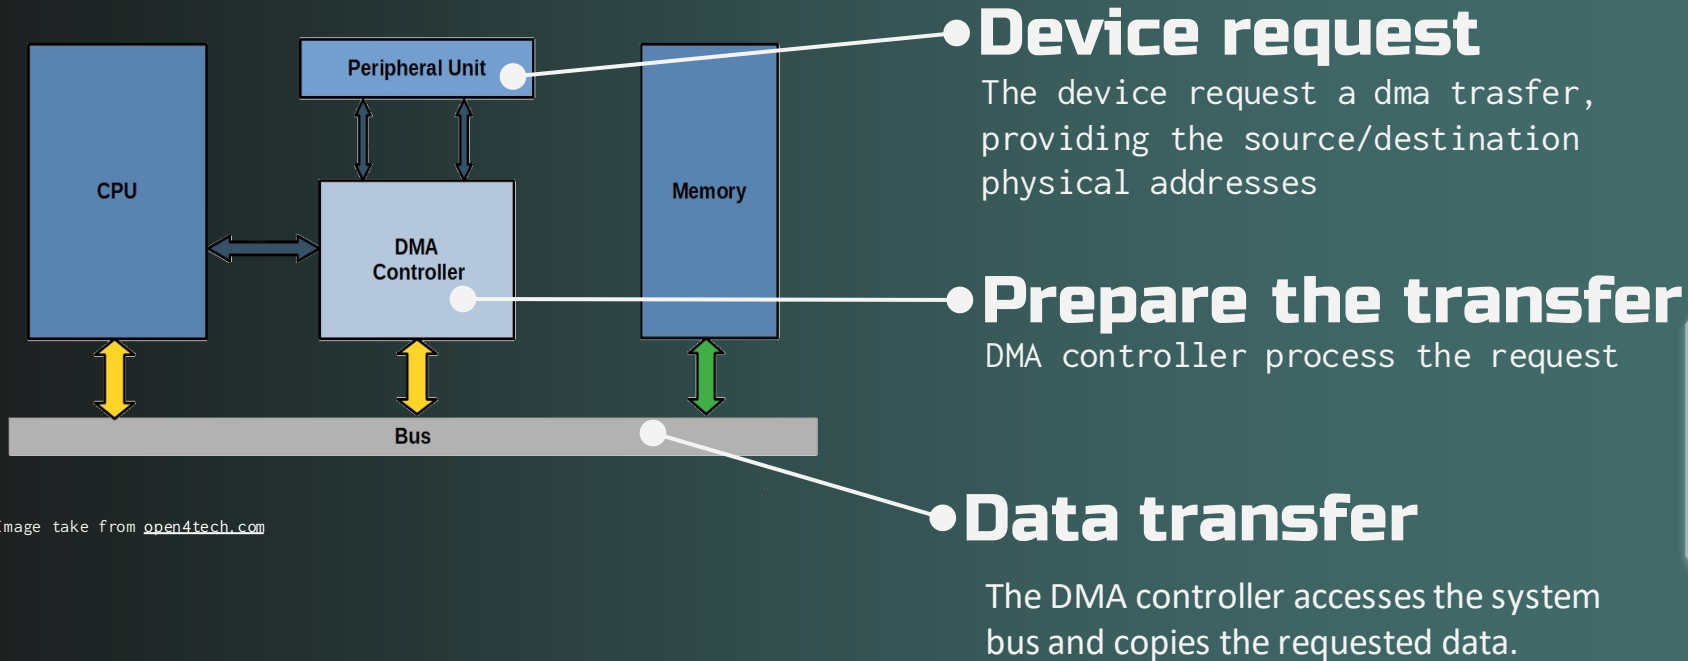 Peripheral Unit
CPU
DMA
Controller
Memory
Bus
mage take from open4tech.com
Device request
The device request a dma trasfer,
providing the source/destination
physical addresses
Prepare the transfer
DMA controller process the request
Data transfer
The DMA controller accesses the system
bus and copies the requested data.